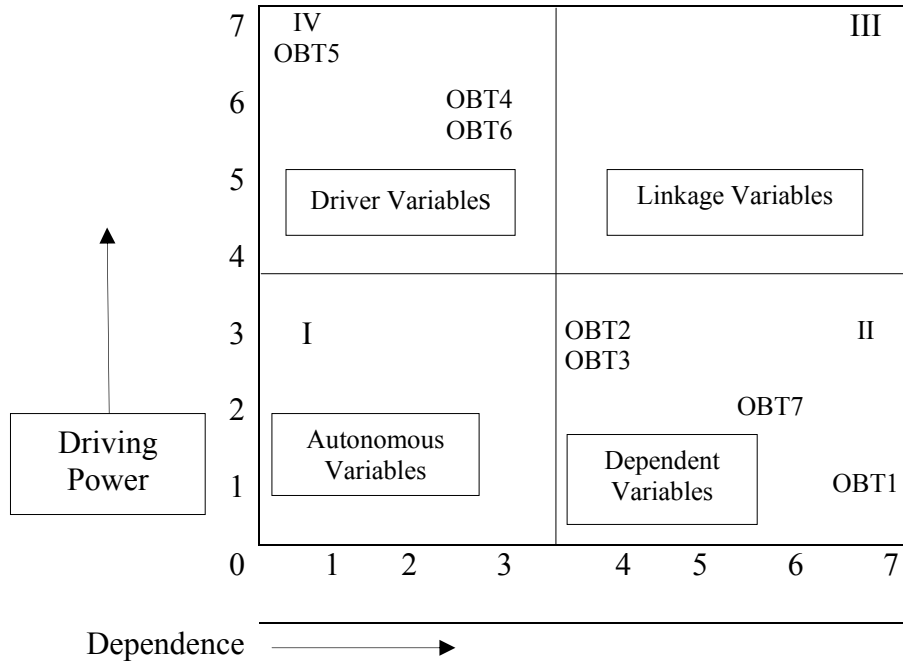 7
IV
III
OBT5
6
OBT4
OBT6
5
Driver Variables
Linkage Variables
4
3
I
OBT2
II
OBT3
2
OBT7
Driving
Power
Autonomous
Variables
Dependent
Variables
1
OBT1
0
1 2 3 4 5 6 7
Dependence